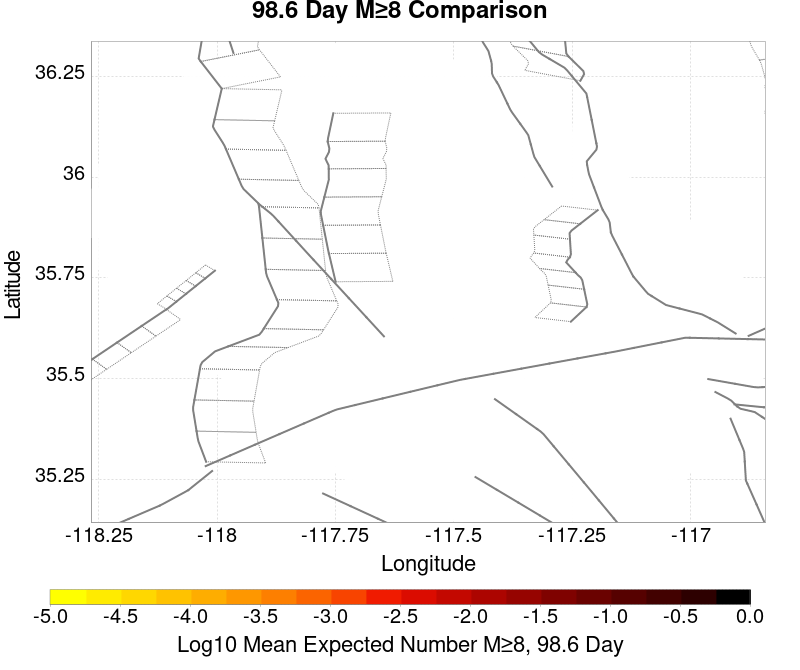 98.6 Day M≥8 Comparison
36.25
36
35.75
35.5
35.25
Latitude
-118.25 -118 -117.75 -117.5 -117.25 -117
Longitude
-5.0 -4.5 -4.0 -3.5 -3.0 -2.5 -2.0 -1.5 -1.0 -0.5 0.0
Log10 Mean Expected Number M≥8, 98.6 Day